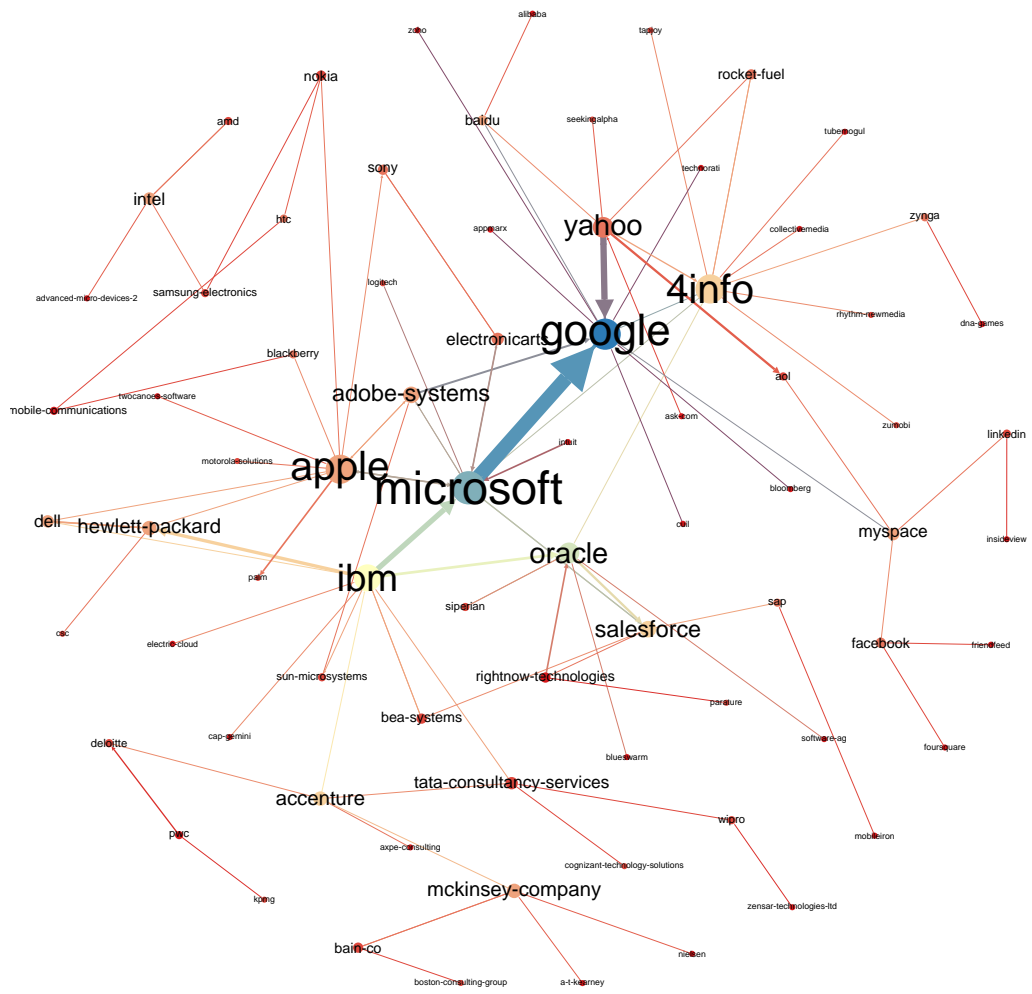 alibaba
zoho
tapjoy
nokia
rocket-fuel
amd
baidu
seekingalpha
tubemogul
sony
technorati
intel
htc
yahoo
zynga
approarx
collectivemedia
logitech
4info
advanced-micro-devices-2
samsung-electronics
rhythm-newmedia
google
dna-games
electronicarts
blackberry
aol
adobe-systems
twocanoes-software
mobile-communications
ask-com
zumobi
linkedin
intuit
motorola-solutions
apple
microsoft
bloomberg
dell
hewlett-packard
cuil
myspace
insideview
oracle
palm
ibm
siperian
sap
csc
electric-cloud
salesforce
facebook
friendfeed
sun-microsystems
rightnow-technologies
parature
bea-systems
cap-gemini
software-ag
deloitte
blueswarm
foursquare
tata-consultancy-services
accenture
wipro
pwc
mobileiron
axpe-consulting
cognizant-technology-solutions
mckinsey-company
kpmg
zensar-technologies-ltd
bain-co
nielsen
boston-consulting-group
a-t-kearney